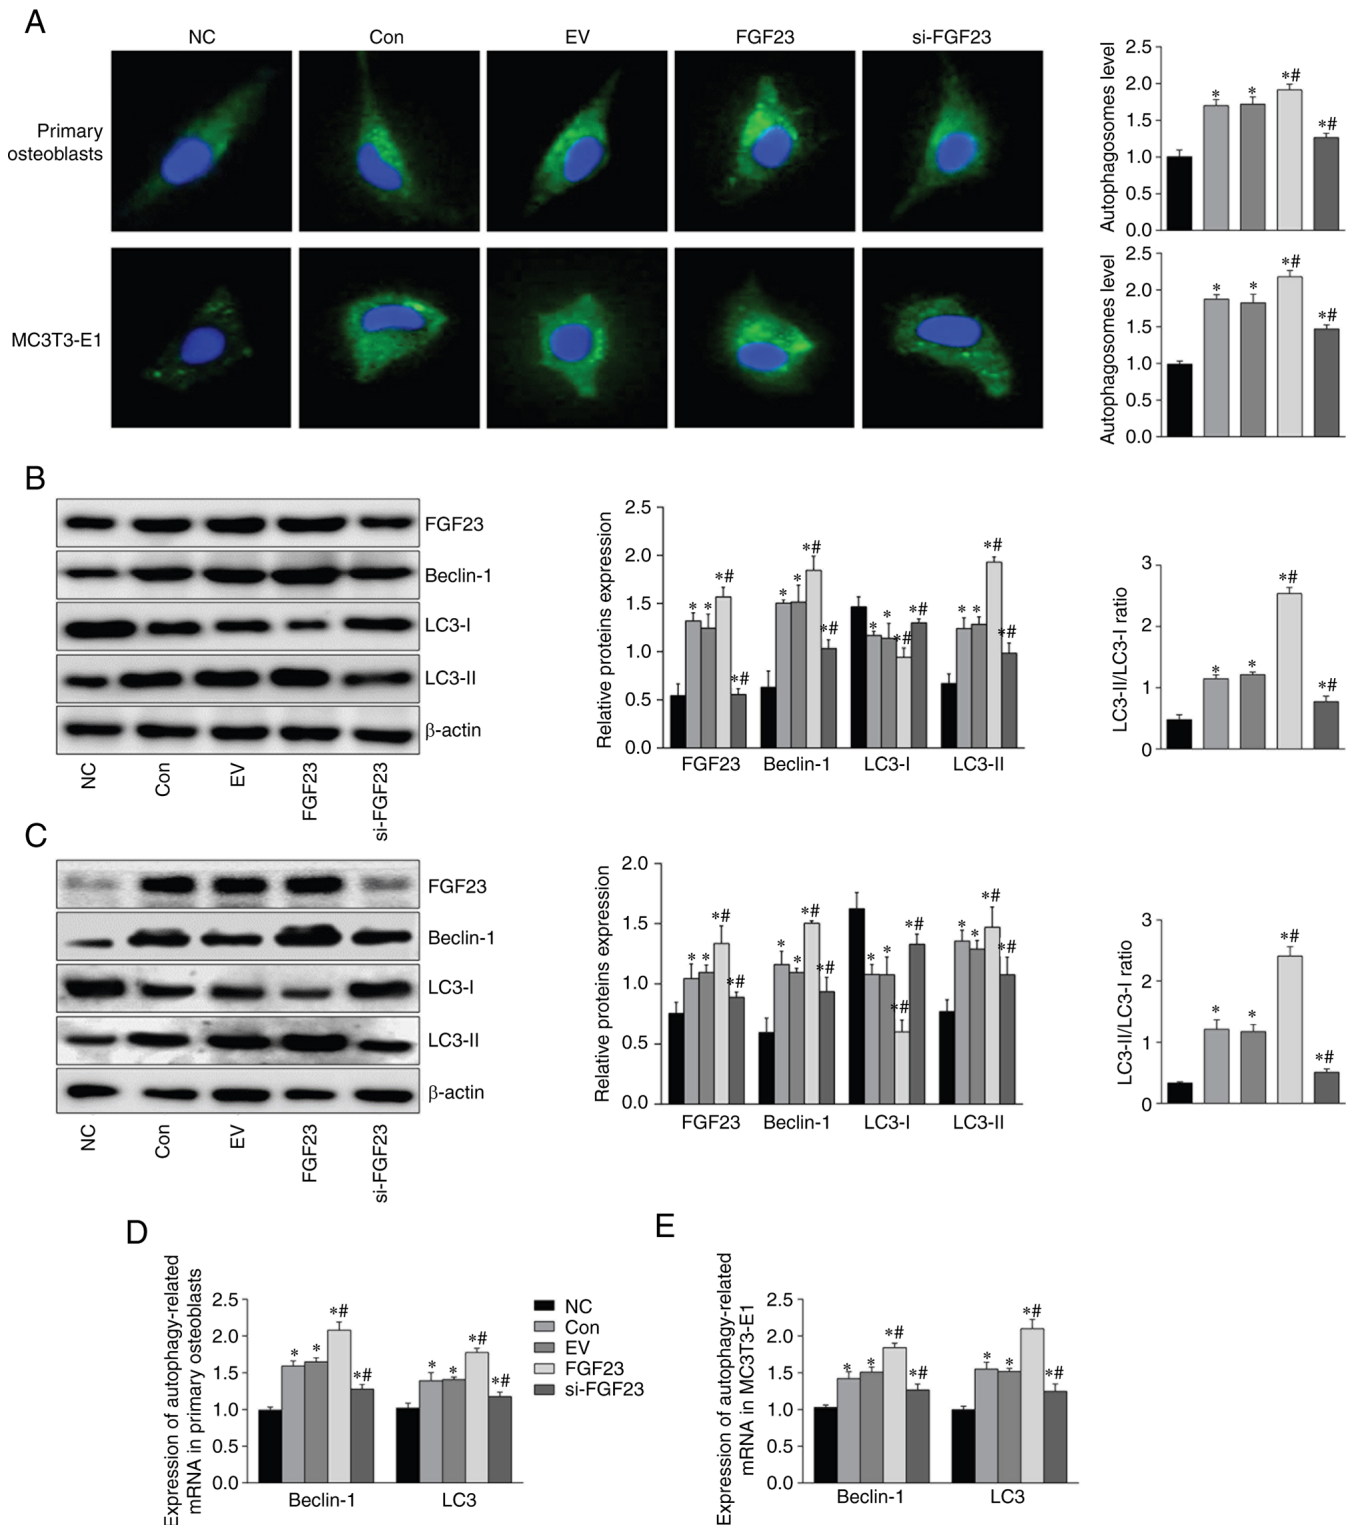 A
NC Con EV FGF23 si-FGF23
Primary
osteoblasts
MC3T3-E1
Autophagosomes level
2.5
2.0
1.5
1.0
0.5
0.0
* * *# *#
Autophagosomes level
2.5
2.0
1.5
1.0
0.5
0.0
* * *# *#
B
FGF23
Beclin-1
LC3-I
LC3-II
β-actin
NC Con EV FGF23 si-FGF23
Relative proteins expression
2.5
2.0
1.5
1.0
0.5
0.0
* * *# *# * * *# *# * * *# *# * * *# *#
FGF23 Beclin-1 LC3-I LC3-II
LC3-II/LC3-I ratio
3
2
1
0
* * *# *#
C
FGF23
Beclin-1
LC3-I
LC3-II
β-actin
NC Con EV FGF23 si-FGF23
Relative proteins expression
2.0
1.5
1.0
0.5
0.0
* * *# *# * * *# *# * * *# *# * * *# *#
FGF23 Beclin-1 LC3-I LC3-II
LC3-II/LC3-I ratio
3
2
1
0
* * *# *#
D
Expression of autophagy-related
mRNA in primary osteoblasts
2.5
2.0
1.5
1.0
0.5
0.0
* * *# *# * * *# *#
Beclin-1 LC3
NC
Con
EV
FGF23
si-FGF23
E
Expression of autophagy-related
mRNA in MC3T3-E1
2.5
2.0
1.5
1.0
0.5
0.0
* * *# *# * * *# *#
Beclin-1 LC3